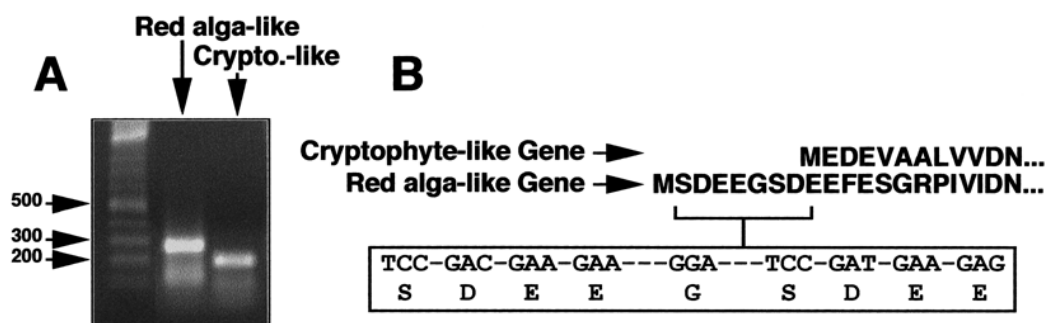 A
Red alga-like
Crypto.-like
500
300
200
B
Cryptophyte-like Gene
MEDEVAALVVDN...
Red alga-like Gene
MSDEEGSDEEFESGRPIVIDN...
TCC-GAC-GAA-GAA---GGA---TCC-GAT-GAA-GAG
S D E E G S D E E